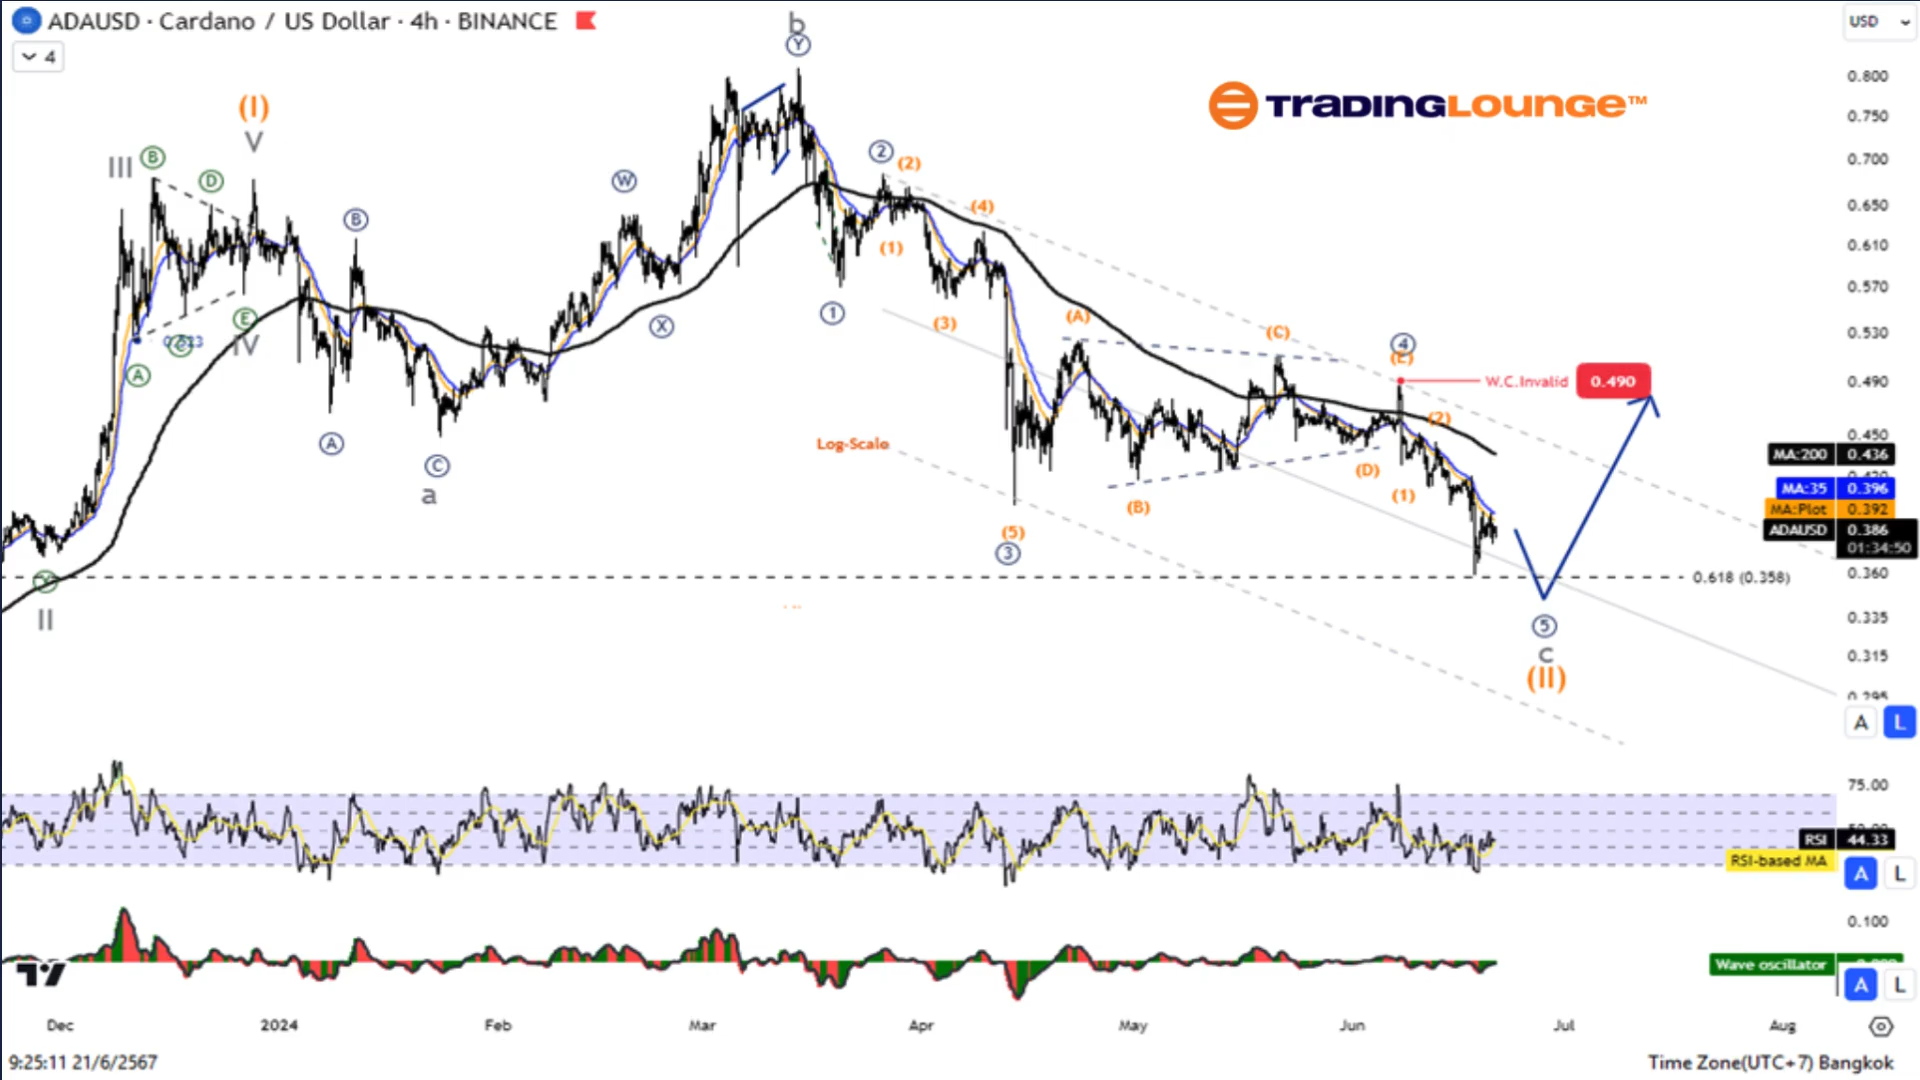 ADAUSD · Cardano / US Dollar · 4h · BINANCE
USD
4
b
Y
TRADINGLOUNGE™
0.800
0.750
0.700
0.650
0.610
0.570
0.530
0.490
0.450
(I)
V
III
B
D
W
B
2
(2)
(4)
(1)
E
IV
A
X
1
(3)
(A)
(C)
4
(E)
W.C.Invalid
0.490
(2)
A
C
a
Log-Scale
(B)
(D)
(1)
(5)
3
MA:200 0.436
MA:35 0.396
MA:Plot 0.392
ADAUSD 0.386
01:34:50
0.618 (0.358)
0.360
0.335
0.315
II
5
c
(II)
A L
75.00
RSI 44.33
RSI-based MA
A L
0.100
Wave oscillator
A L
Dec 2024 Feb Mar Apr May Jun Jul Aug
9:25:11 21/6/2567
Time Zone(UTC+7) Bangkok